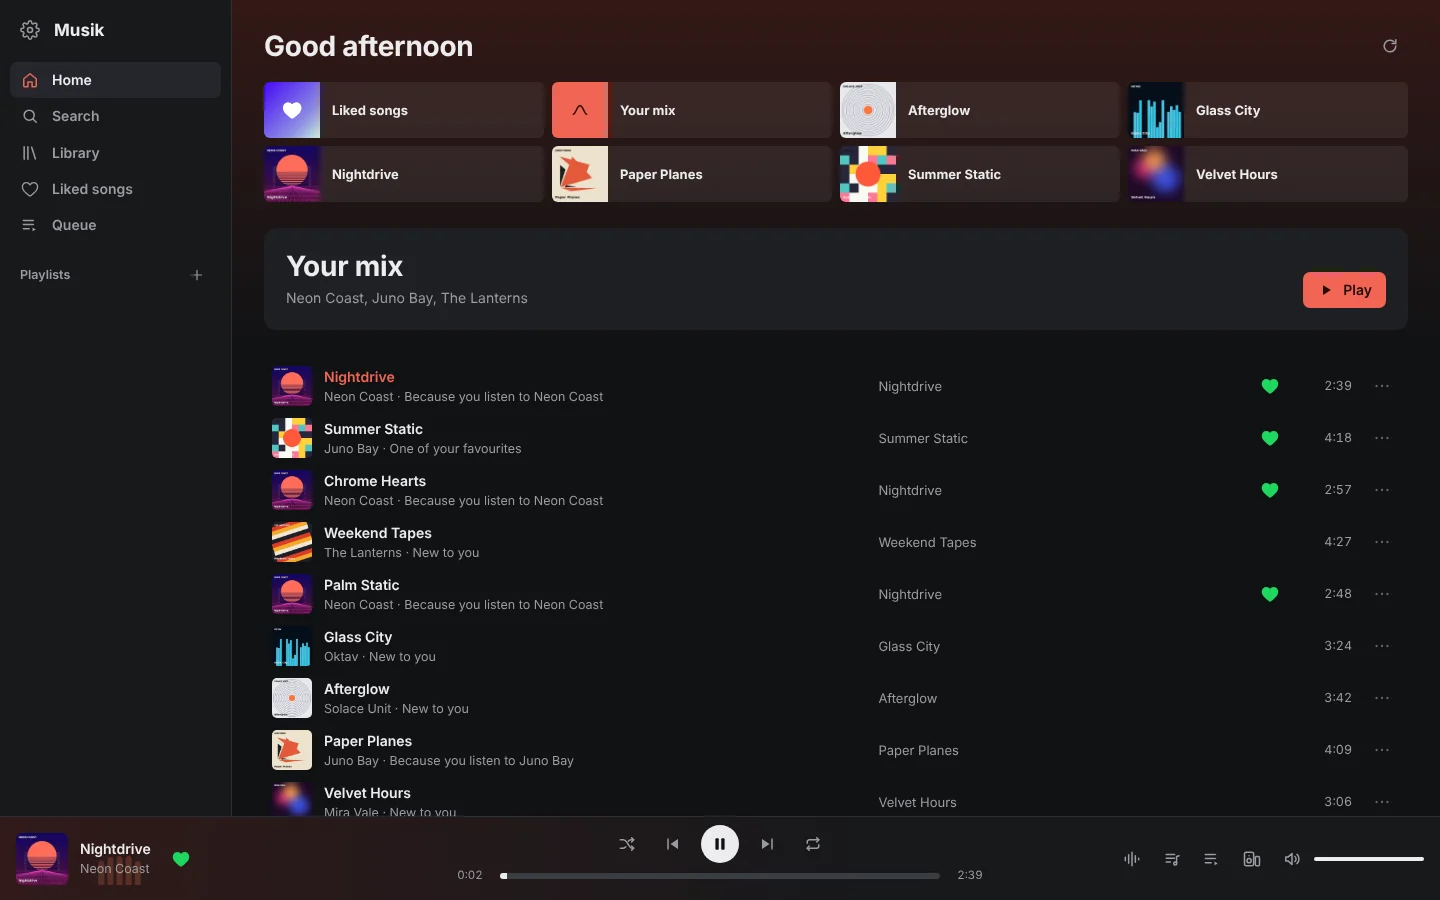 Musik
Home
Search
Library
Liked songs
Queue
Playlists
Good afternoon
Liked songs
Your mix
Afterglow
Glass City
Nightdrive
Paper Planes
Summer Static
Velvet Hours
Your mix
Neon Coast, Juno Bay, The Lanterns
Play
Nightdrive
Neon Coast · Because you listen to Neon Coast
Nightdrive
2:39
Summer Static
Juno Bay · One of your favourites
Summer Static
4:18
Chrome Hearts
Neon Coast · Because you listen to Neon Coast
Nightdrive
2:57
Weekend Tapes
The Lanterns · New to you
Weekend Tapes
4:27
Palm Static
Neon Coast · Because you listen to Neon Coast
Nightdrive
2:48
Glass City
Oktav · New to you
Glass City
3:24
Afterglow
Solace Unit · New to you
Afterglow
3:42
Paper Planes
Juno Bay · Because you listen to Juno Bay
Paper Planes
4:09
Velvet Hours
Mira Vale · New to you
Velvet Hours
3:06
Nightdrive
Neon Coast
0:02
2:39